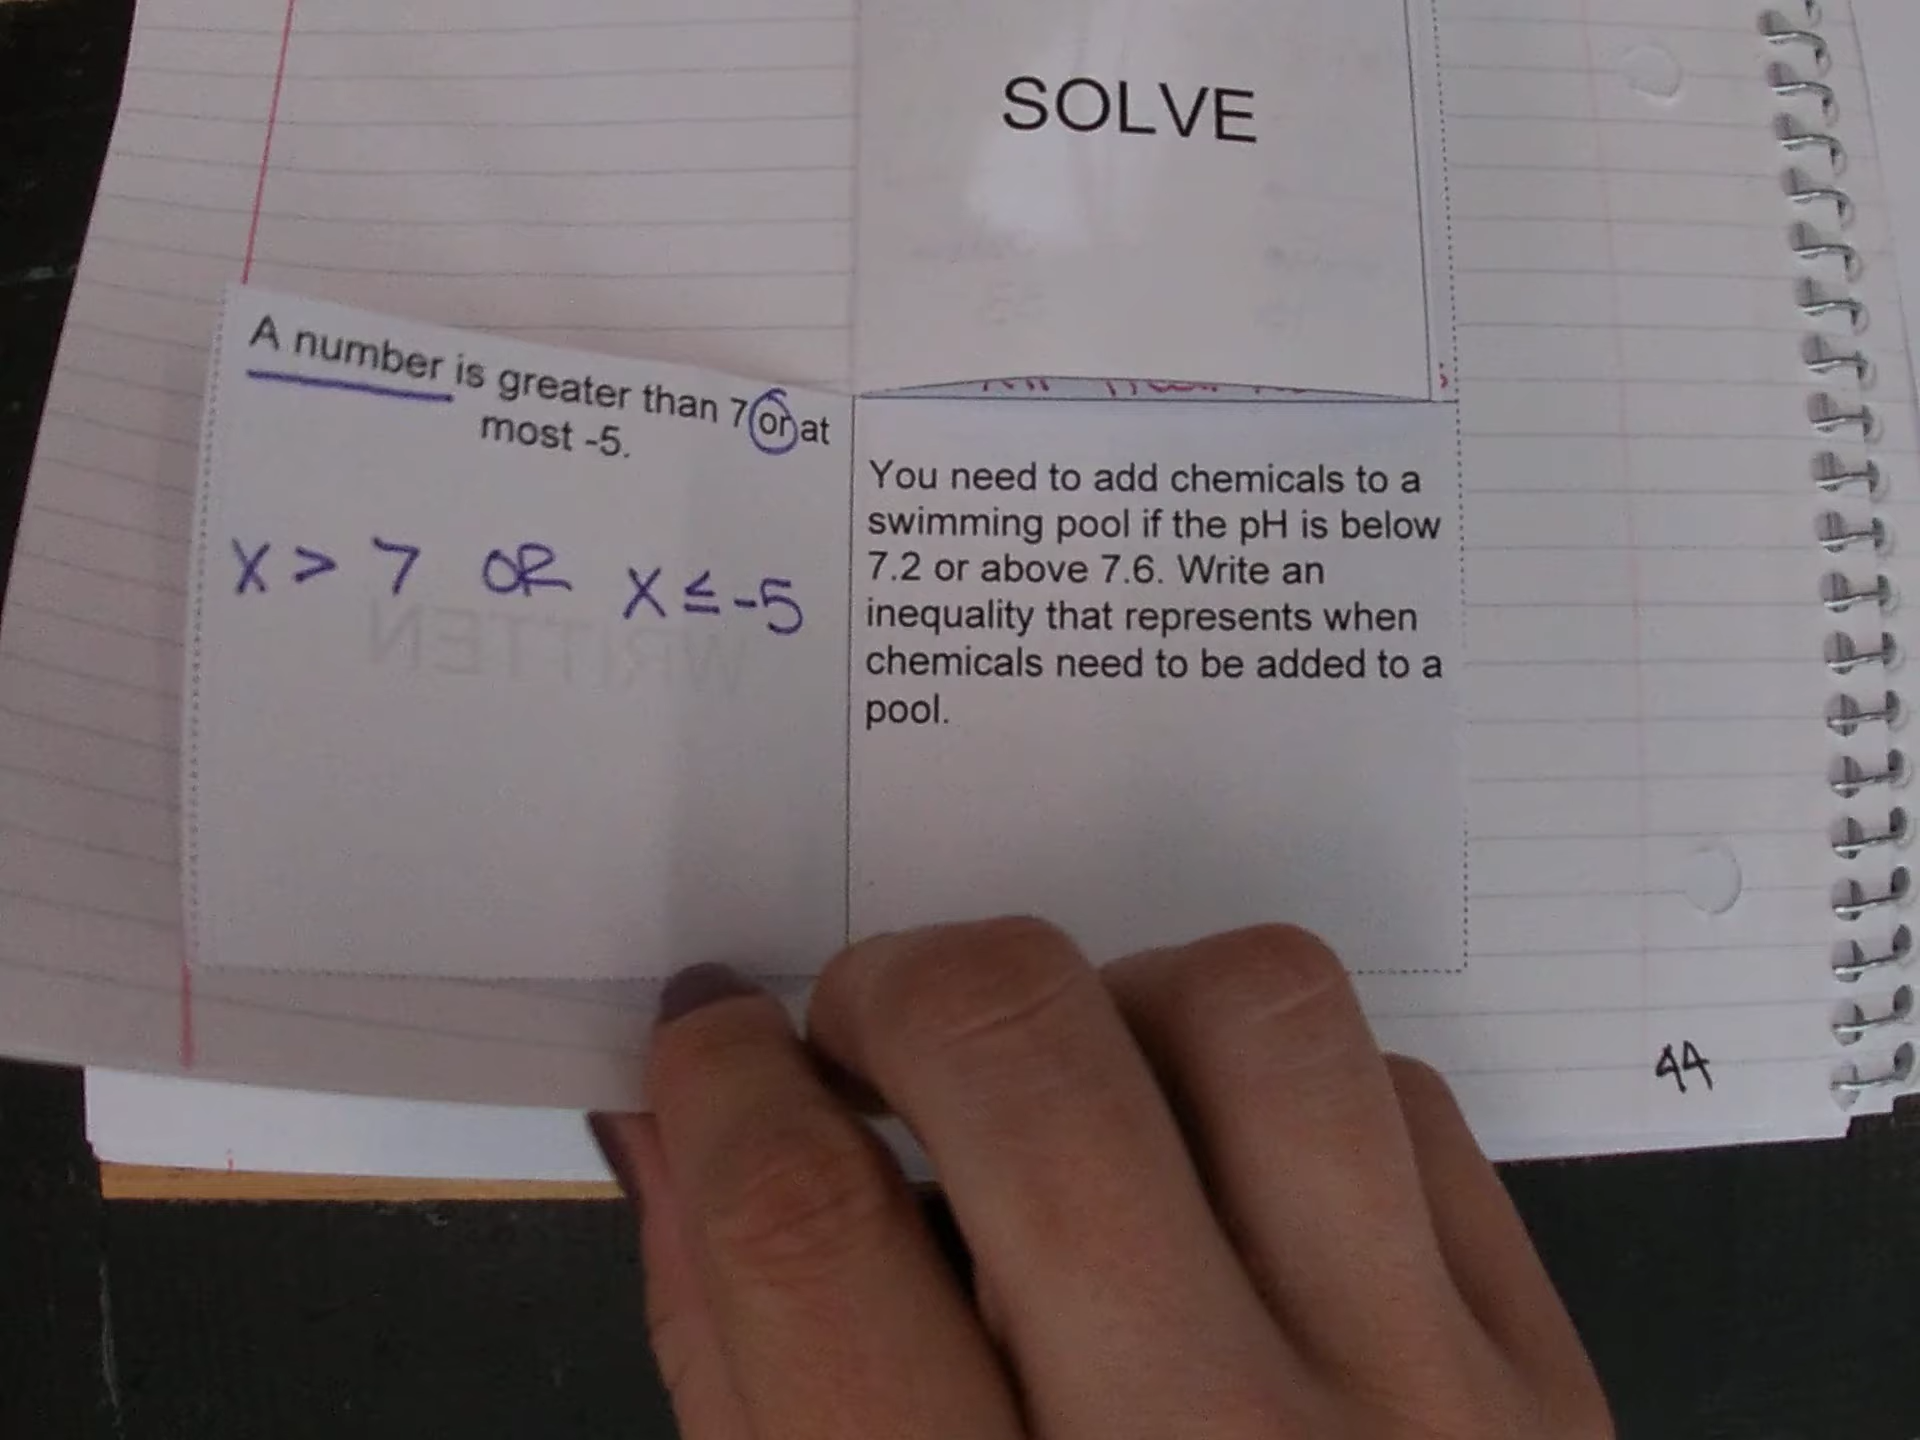 SOLVE
A number is greater than 7 or at
most -5.
x > 7 OR x ≤ -5
WRITTEN
You need to add chemicals to a
swimming pool if the pH is below
7.2 or above 7.6. Write an
inequality that represents when
chemicals need to be added to a
pool.
44